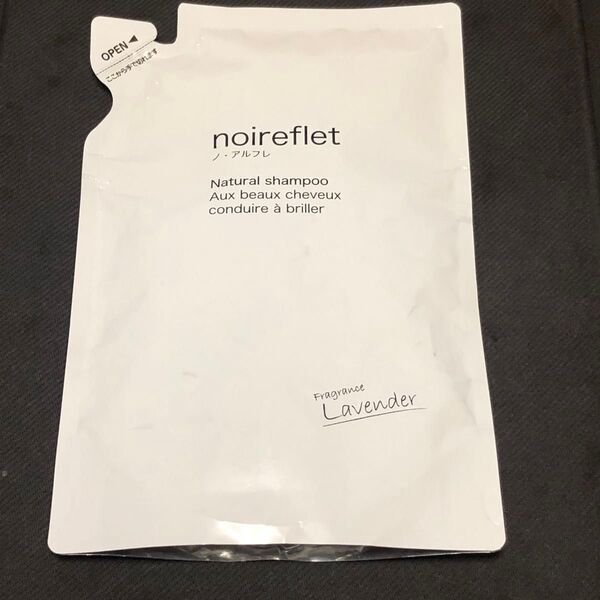 OPEN◀
ここから手で切れます
noireflet
ノ・アルフレ
Natural shampoo
Aux beaux cheveux
conduire à briller
Fragrance
Lavender